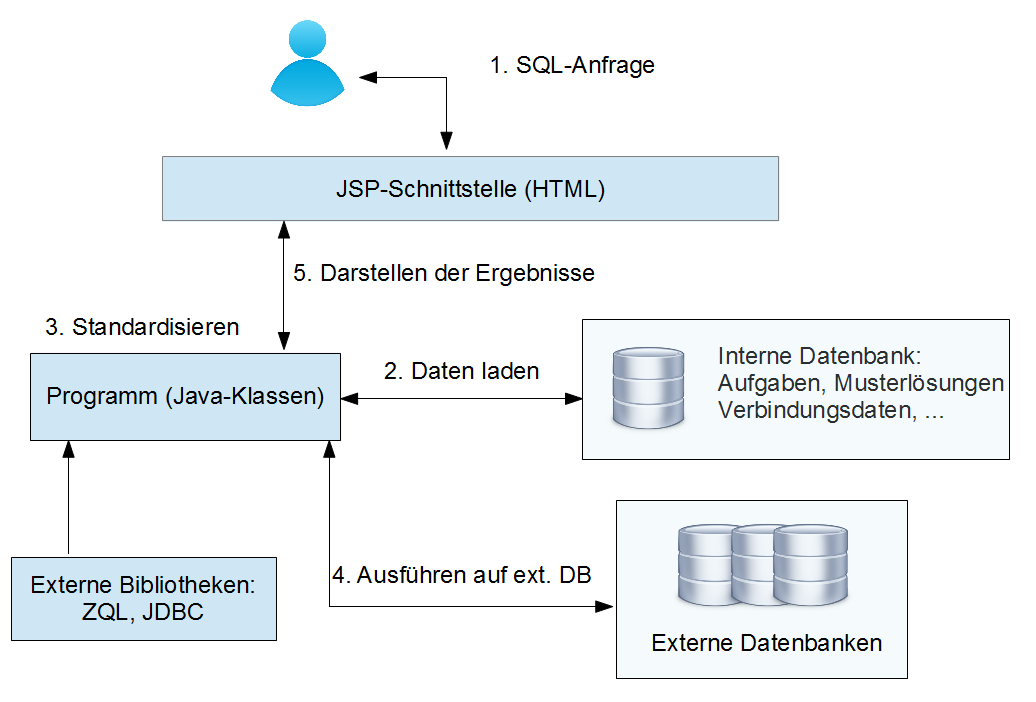 1. SQL-Anfrage
JSP-Schnittstelle (HTML)
5. Darstellen der Ergebnisse
3. Standardisieren
Programm (Java-Klassen)
2. Daten laden
Interne Datenbank:
Aufgaben, Musterlösungen
Verbindungsdaten, ...
Externe Bibliotheken:
ZQL, JDBC
4. Ausführen auf ext. DB
Externe Datenbanken